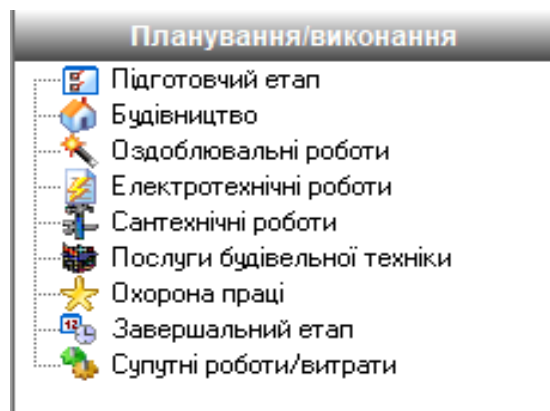 Планування/виконання
Підготовчий етап
Будівництво
Оздоблювальні роботи
Електротехнічні роботи
Сантехнічні роботи
Послуги будівельної техніки
Охорона праці
Завершальний етап
Супутні роботи/витрати